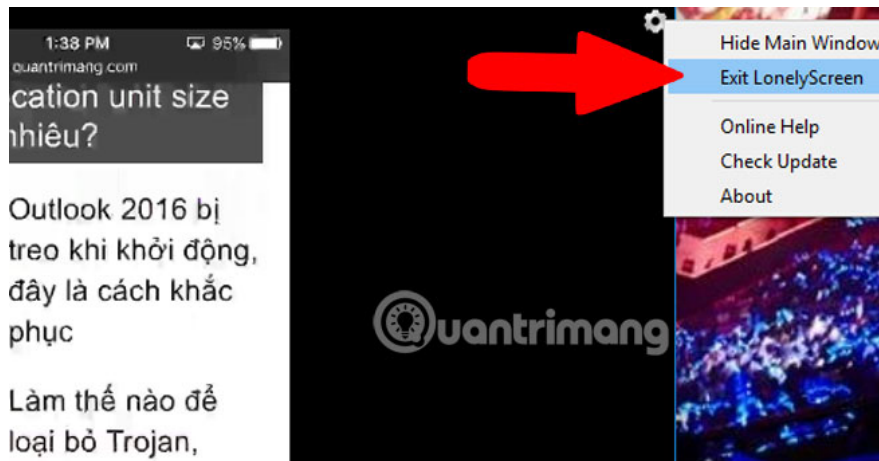 1:38 PM 95%
quantrimang.com
cation unit size
nhiêu?
Outlook 2016 bị
treo khi khởi động,
đây là cách khắc
phục
Làm thế nào để
loại bỏ Trojan,
uantrimang
Hide Main Window
Exit LonelyScreen
Online Help
Check Update
About